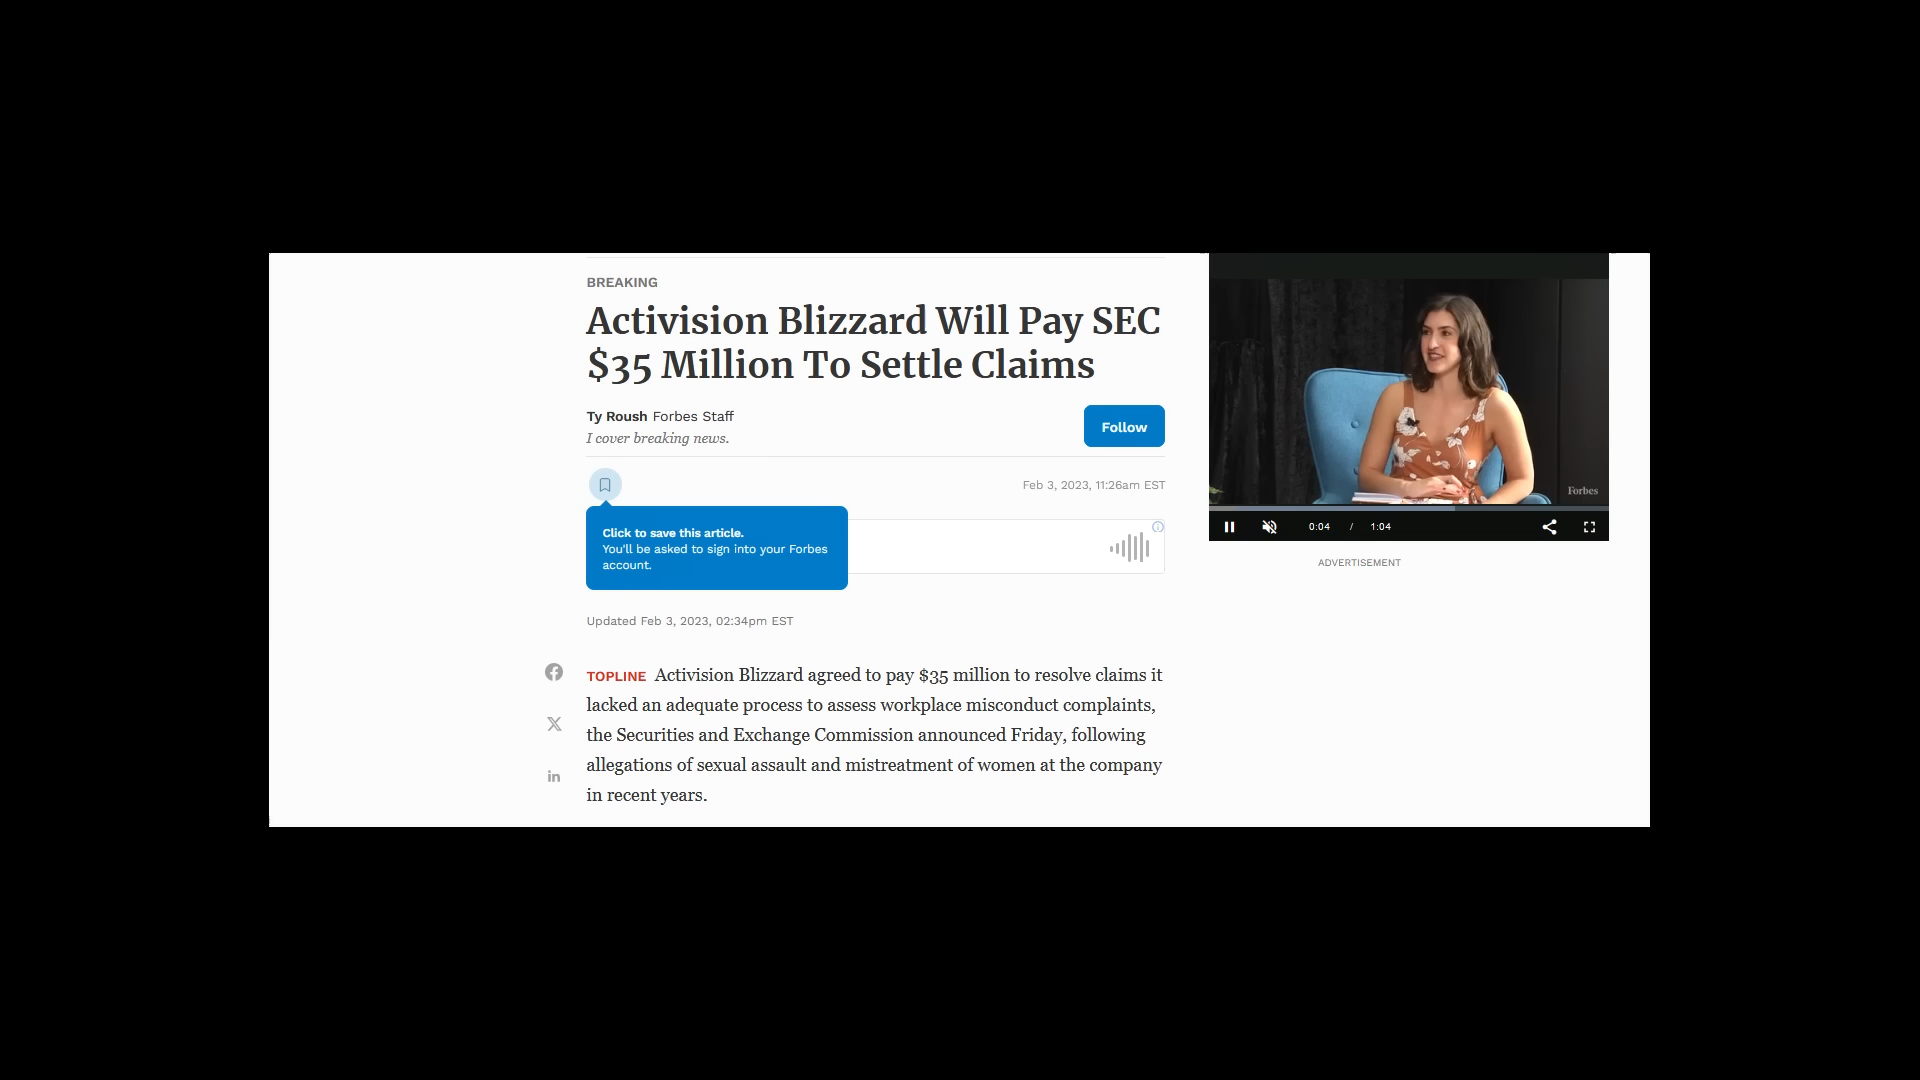 BREAKING
Activision Blizzard Will Pay SEC
$35 Million To Settle Claims
Ty Roush Forbes Staff
I cover breaking news.
Follow
Feb 3, 2023, 11:26am EST
Click to save this article.
You'll be asked to sign into your Forbes
account.
Updated Feb 3, 2023, 02:34pm EST
TOPLINE Activision Blizzard agreed to pay $35 million to resolve claims it
lacked an adequate process to assess workplace misconduct complaints,
the Securities and Exchange Commission announced Friday, following
allegations of sexual assault and mistreatment of women at the company
in recent years.
Forbes
0:04 / 1:04
ADVERTISEMENT